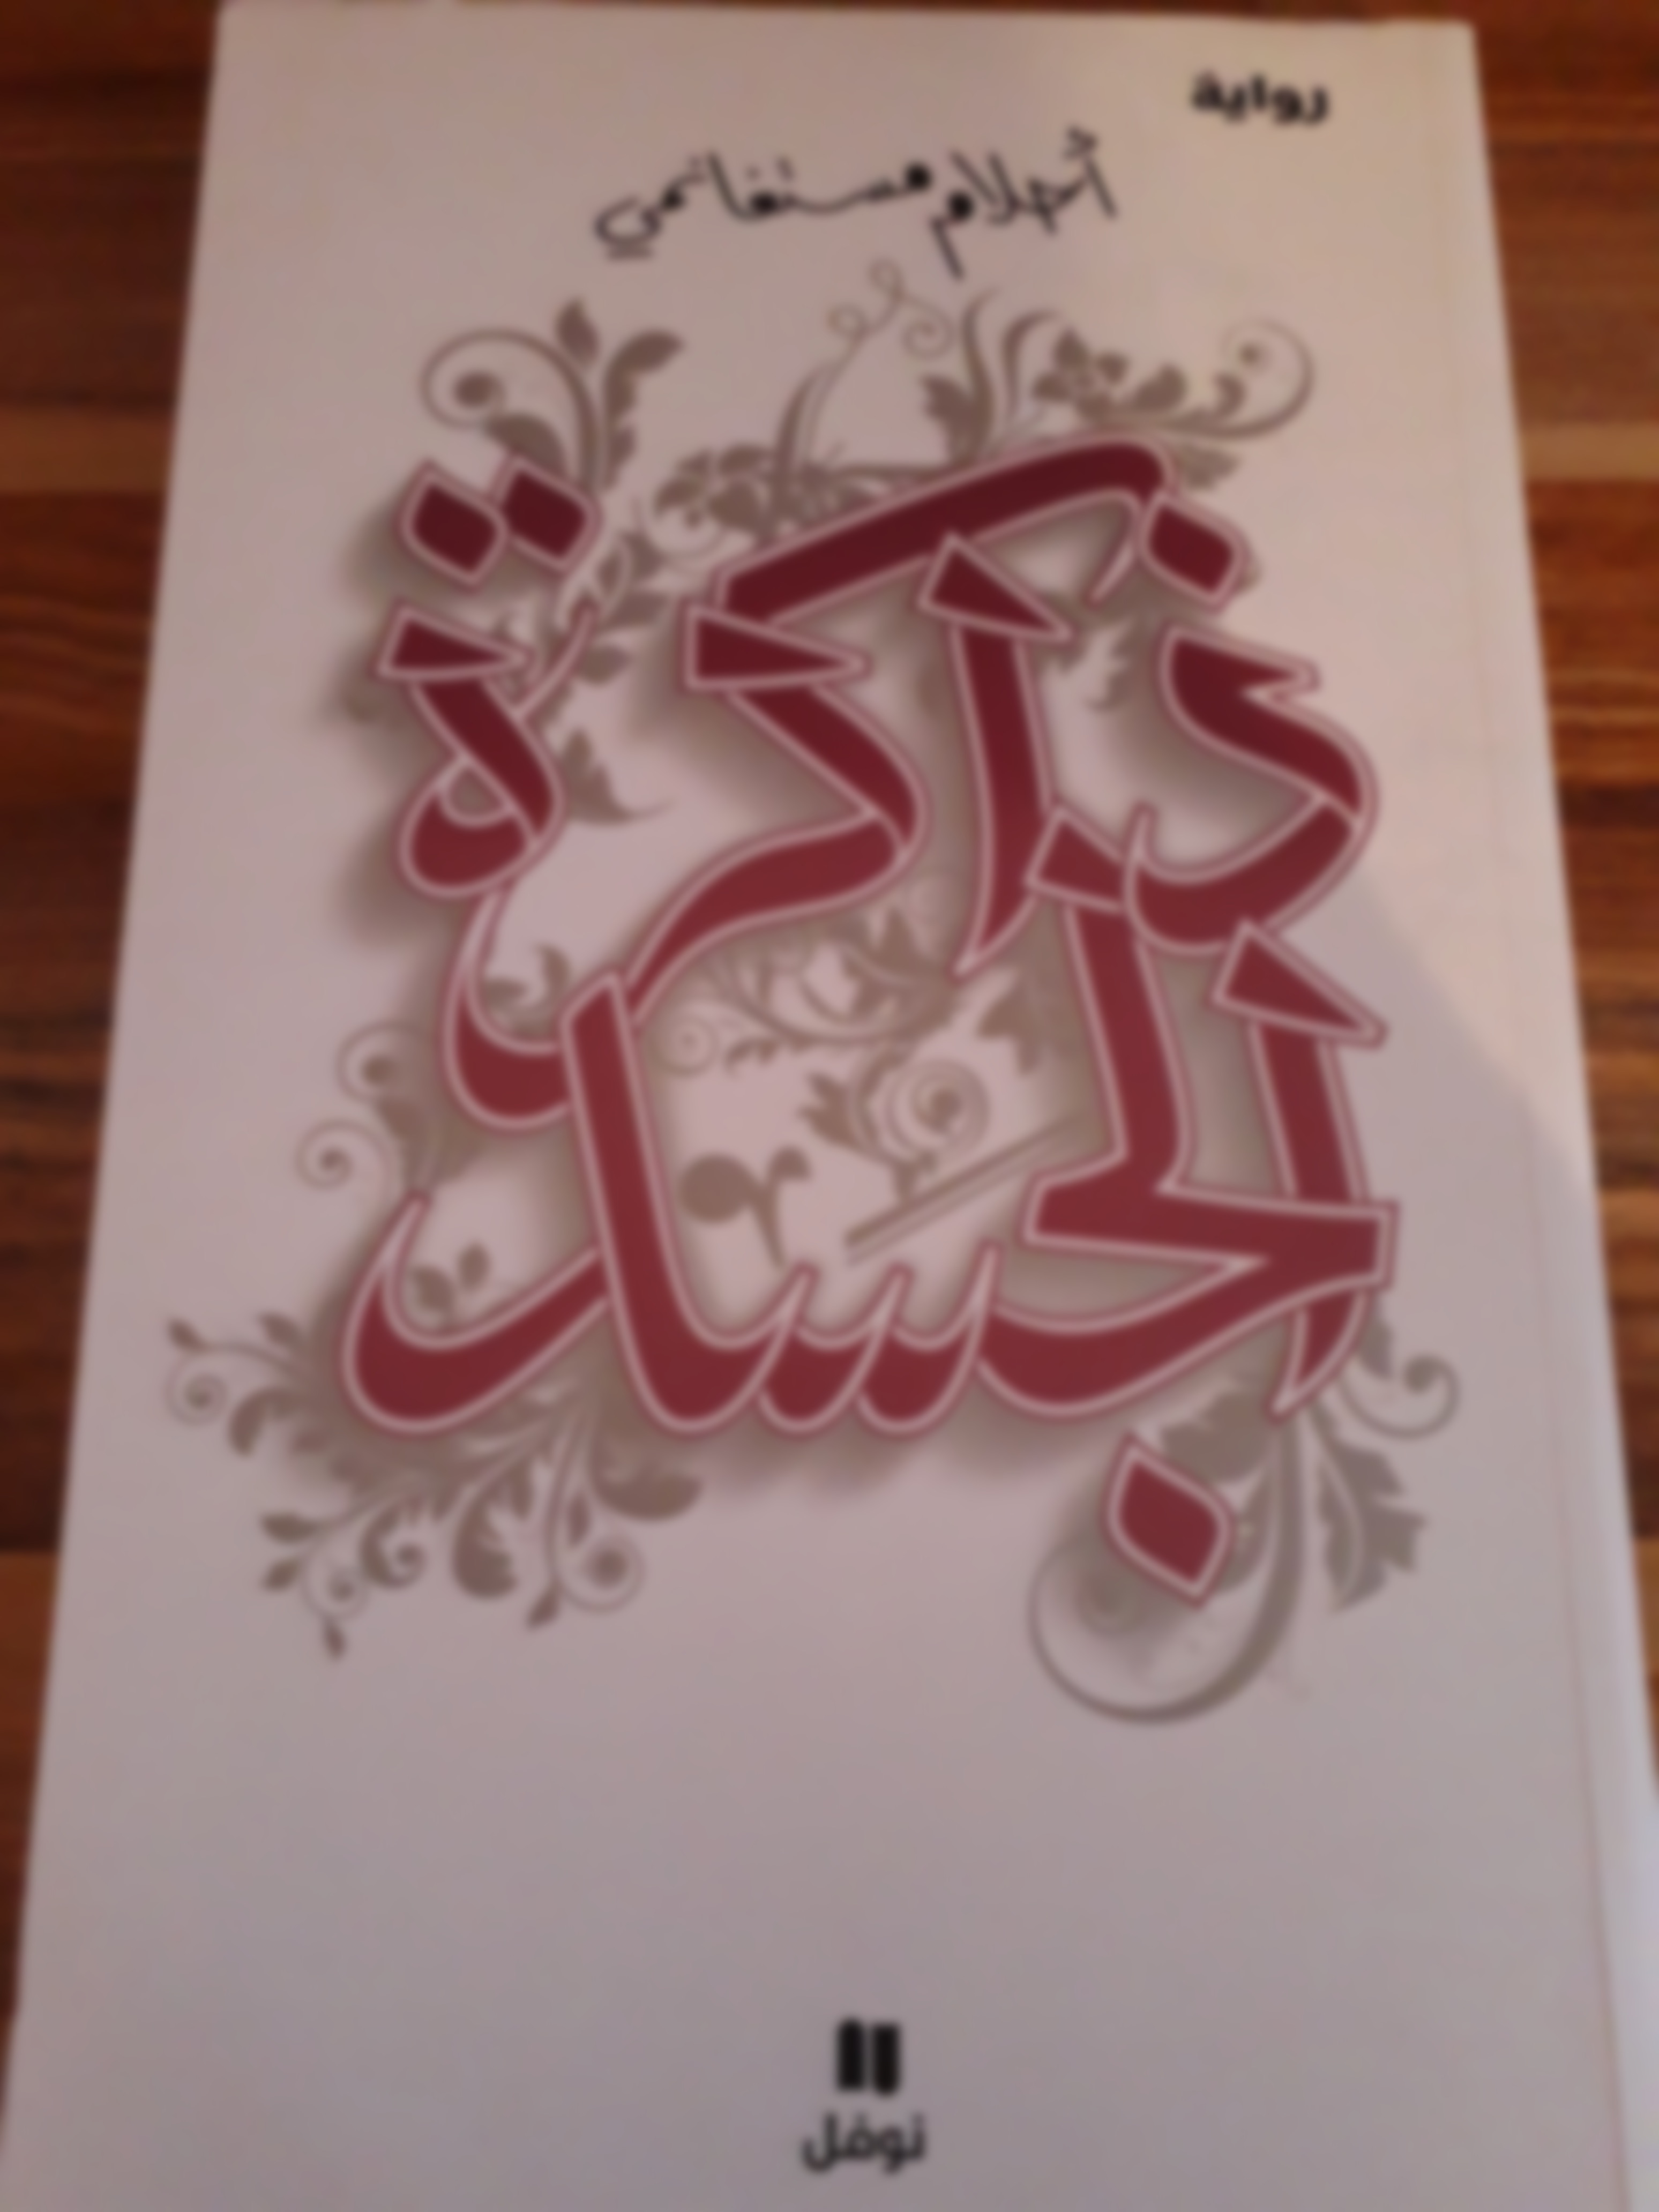 رواية
أحلام مستغانمي
ذاكرة
الجسد
نوفل